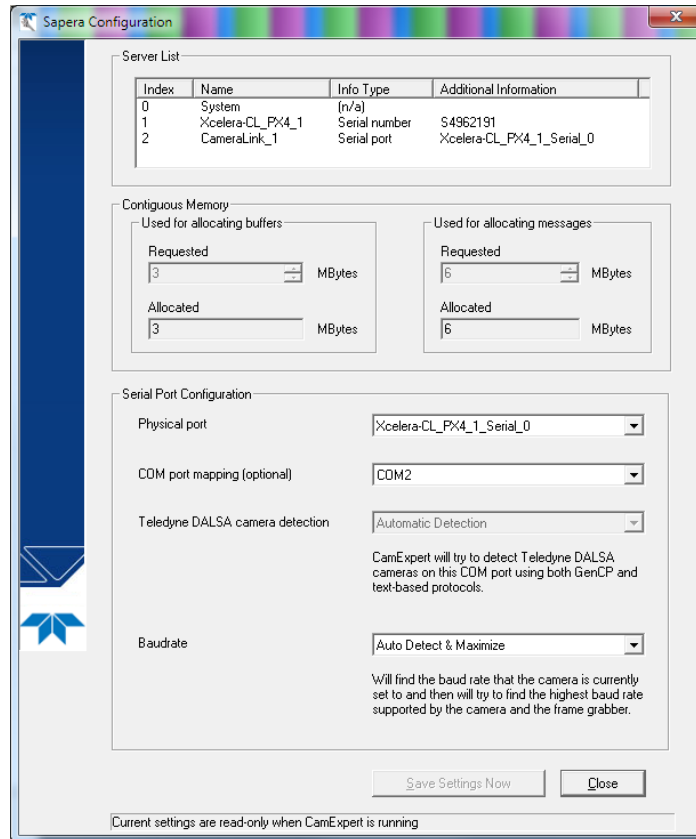 Sapera Configuration
Server List
Index Name Info Type Additional Information
0 System (n/a)
1 Xcelera-CL_PX4_1 Serial number S4962191
2 CameraLink_1 Serial port Xcelera-CL_PX4_1_Serial_0
Contiguous Memory
Used for allocating buffers Used for allocating messages
Requested Requested
3 MBytes 6 MBytes
Allocated Allocated
3 MBytes 6 MBytes
Serial Port Configuration
Physical port Xcelera-CL_PX4_1_Serial_0
COM port mapping (optional) COM2
Teledyne DALSA camera detection Automatic Detection
CamExpert will try to detect Teledyne DALSA
cameras on this COM port using both GenCP and
text-based protocols.
Baudrate Auto Detect & Maximize
Will find the baud rate that the camera is currently
set to and then will try to find the highest baud rate
supported by the camera and the frame grabber.
Save Settings Now Close
Current settings are read-only when CamExpert is running